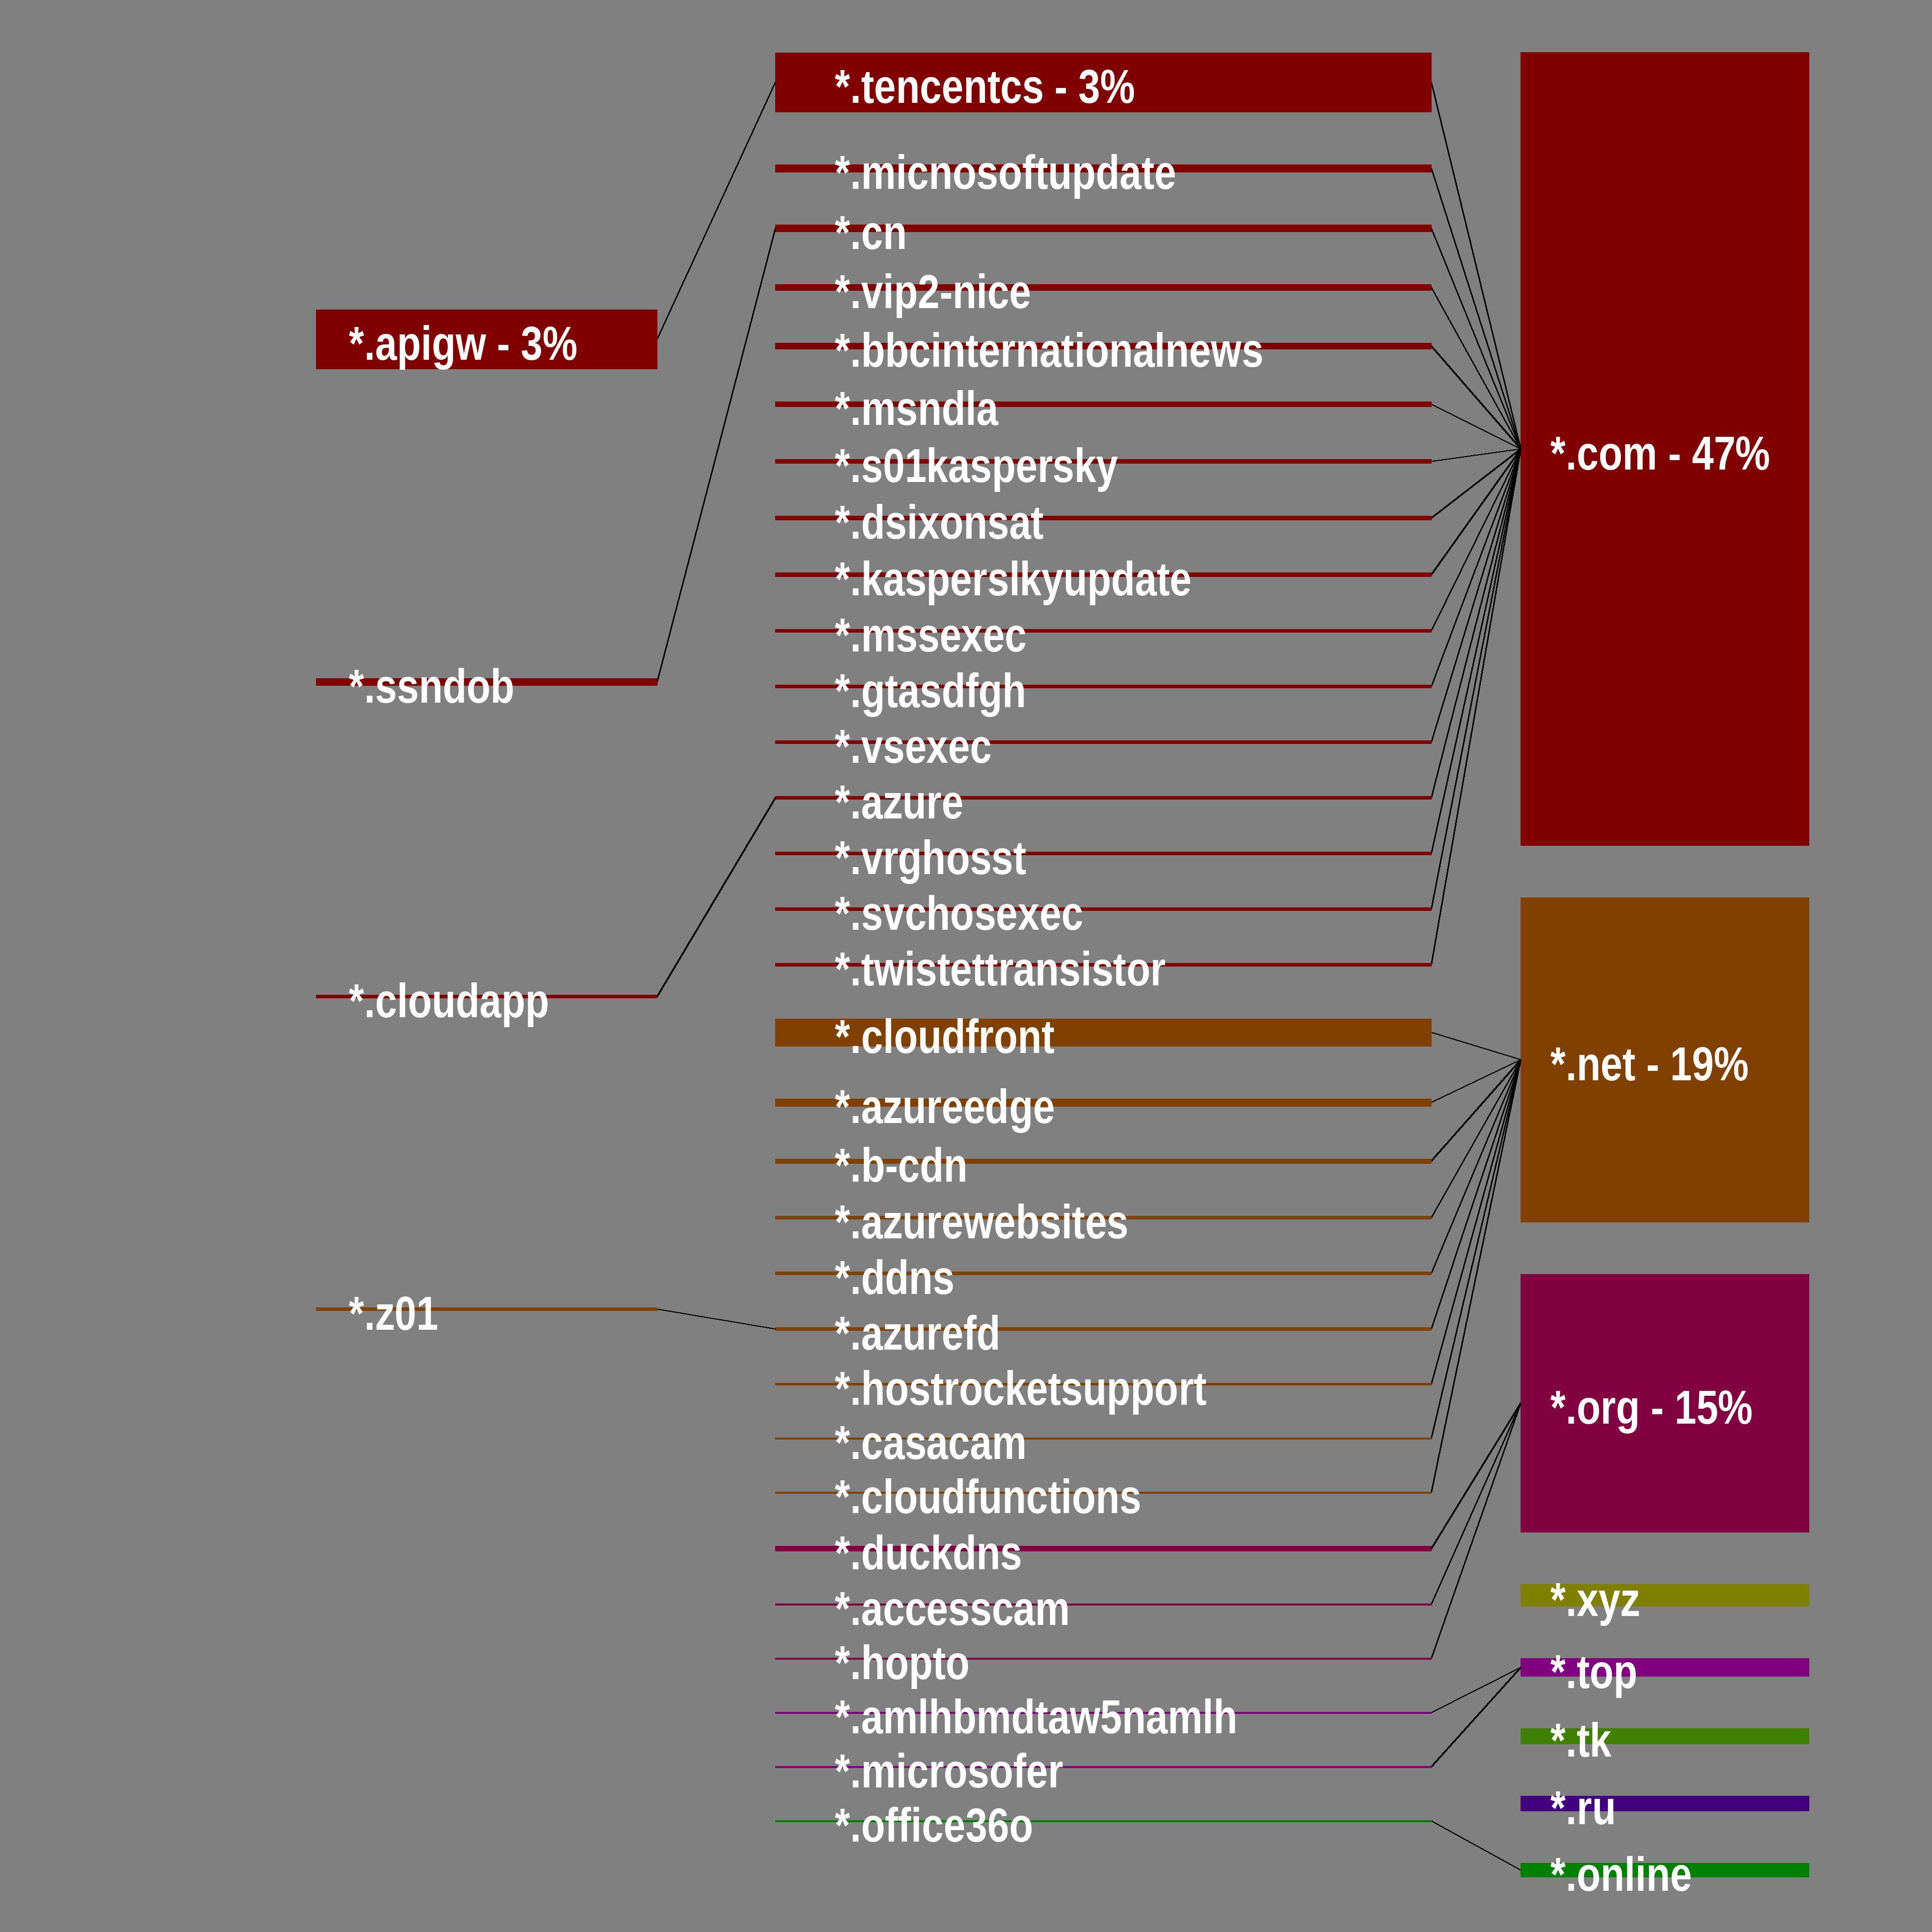 *.apigw - 3%
*.ssndob
*.cloudapp
*.z01
*.tencentcs - 3%
*.micnosoftupdate
*.cn
*.vip2-nice
*.bbcinternationalnews
*.msndla
*.s01kaspersky
*.dsixonsat
*.kasperslkyupdate
*.mssexec
*.gtasdfgh
*.vsexec
*.azure
*.vrghosst
*.svchosexec
*.twistettransistor
*.cloudfront
*.azureedge
*.b-cdn
*.azurewebsites
*.ddns
*.azurefd
*.hostrocketsupport
*.casacam
*.cloudfunctions
*.duckdns
*.accesscam
*.hopto
*.amlhbmdtaw5namlh
*.microsofer
*.office36o
*.com - 47%
*.net - 19%
*.org - 15%
*.xyz
*.top
*.tk
*.ru
*.online